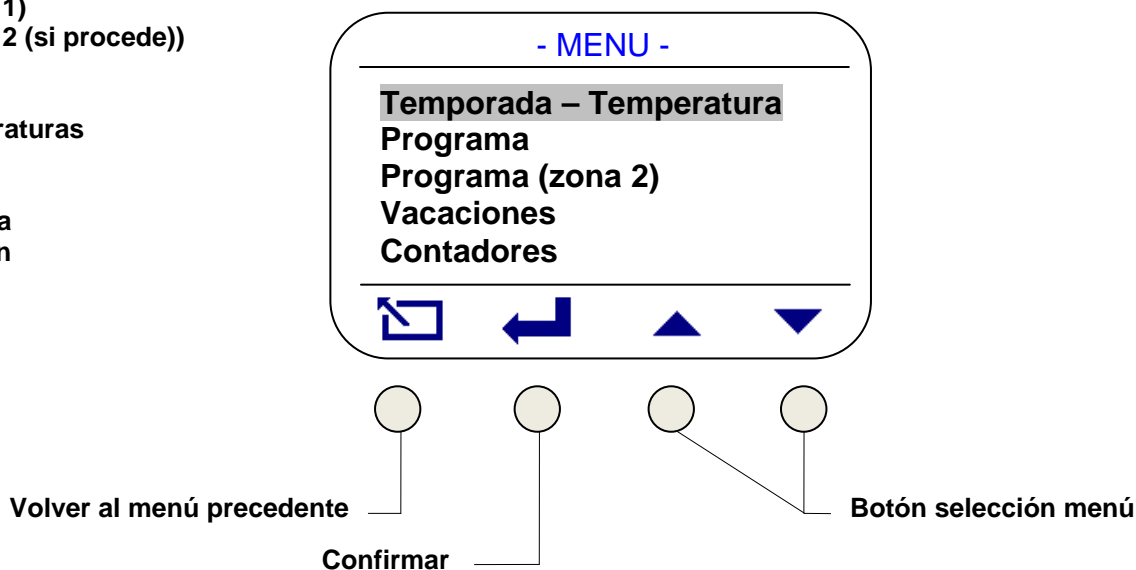 1)
2 (si procede))
raturas
a
n
- MENU -
Temporada – Temperatura
Programa
Programa (zona 2)
Vacaciones
Contadores
Volver al menú precedente
Botón selección menú
Confirmar